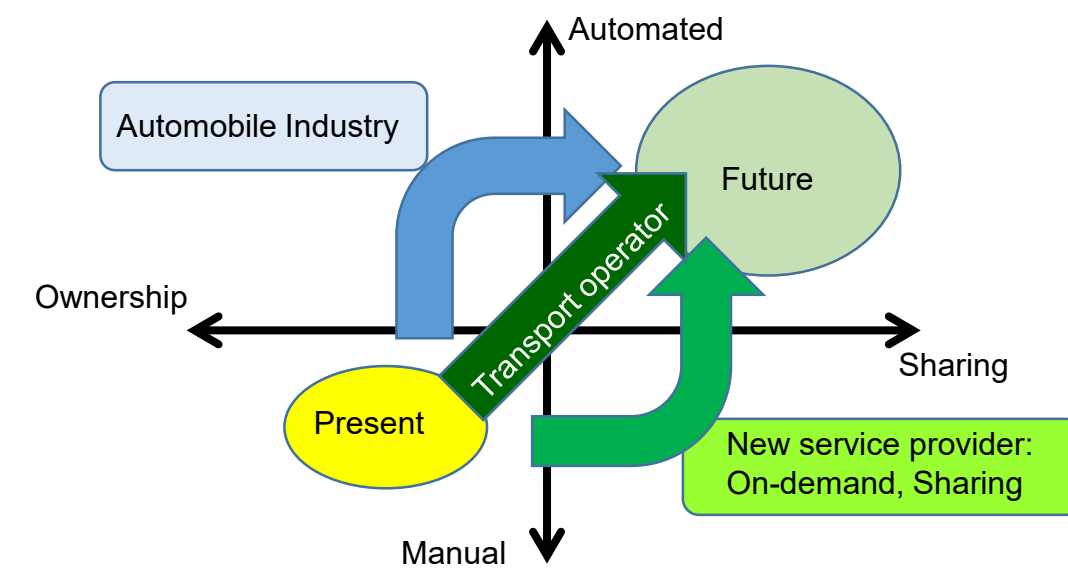 Automated
Automobile Industry
Future
Transport operator
Ownership
Sharing
Present
New service provider:
On-demand, Sharing
Manual